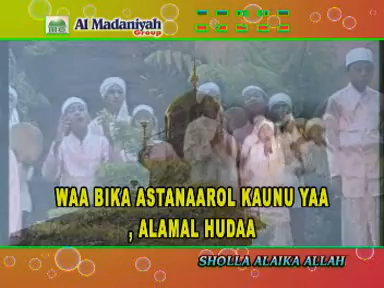 Al Madaniyah
Group
WAA BIKA ASTANAAROL KAUNU YAA
, ALAMAL HUDAA
SHOLLA ALAIKA ALLAH